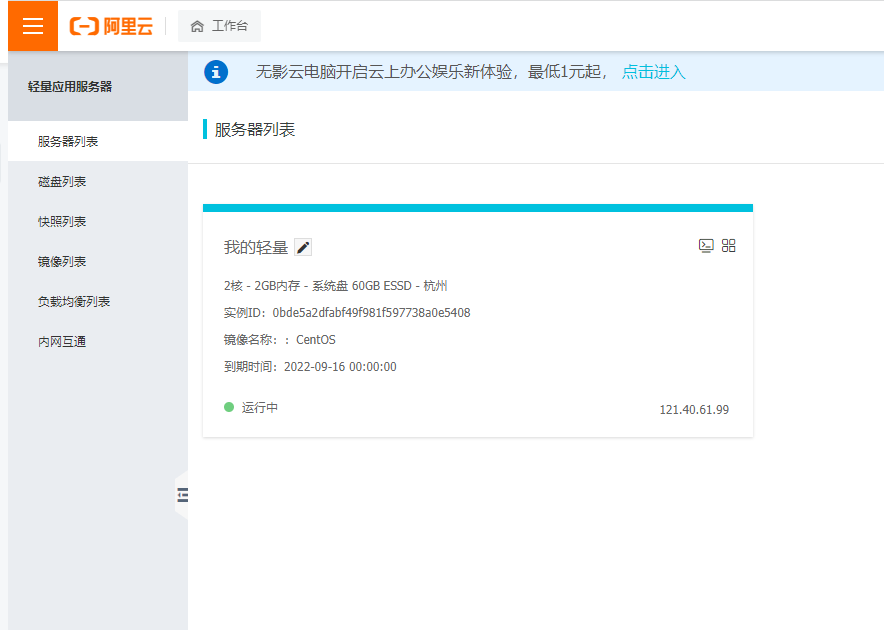 阿里云
工作台
轻量应用服务器
服务器列表
磁盘列表
快照列表
镜像列表
负载均衡列表
内网互通
无影云电脑开启云上办公娱乐新体验，最低1元起， 点击进入
服务器列表
我的轻量
2核 - 2GB内存 - 系统盘 60GB ESSD - 杭州
实例ID：0bde5a2dfabf49f981f597738a0e5408
镜像名称：：CentOS
到期时间：2022-09-16 00:00:00
运行中
121.40.61.99